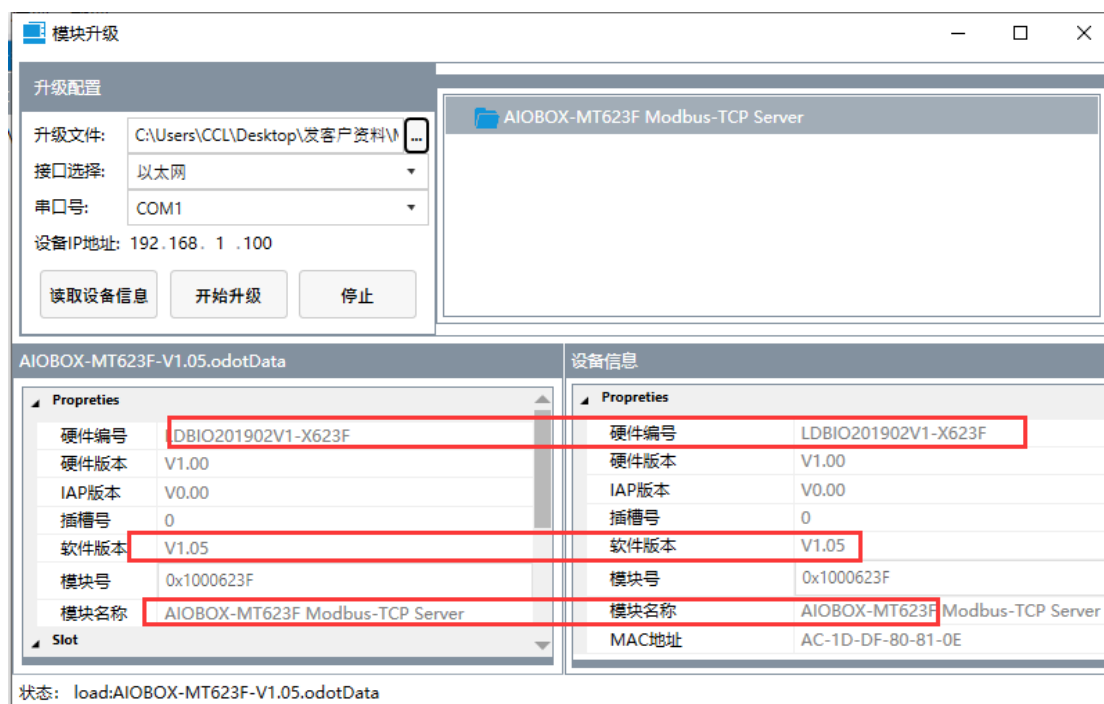 模块升级
升级配置
升级文件: C:\Users\CCL\Desktop\发客户资料\ ...
接口选择: 以太网
串口号: COM1
设备IP地址: 192.168. 1 .100
读取设备信息 开始升级 停止
AIOBOX-MT623F Modbus-TCP Server
AIOBOX-MT623F-V1.05.odotData
Propreties
硬件编号 LDBIO201902V1-X623F
硬件版本 V1.00
IAP版本 V0.00
插槽号 0
软件版本 V1.05
模块号 0x1000623F
模块名称 AIOBOX-MT623F Modbus-TCP Server
Slot
设备信息
Propreties
硬件编号 LDBIO201902V1-X623F
硬件版本 V1.00
IAP版本 V0.00
插槽号 0
软件版本 V1.05
模块号 0x1000623F
模块名称 AIOBOX-MT623F Modbus-TCP Server
MAC地址 AC-1D-DF-80-81-0E
状态: load:AIOBOX-MT623F-V1.05.odotData